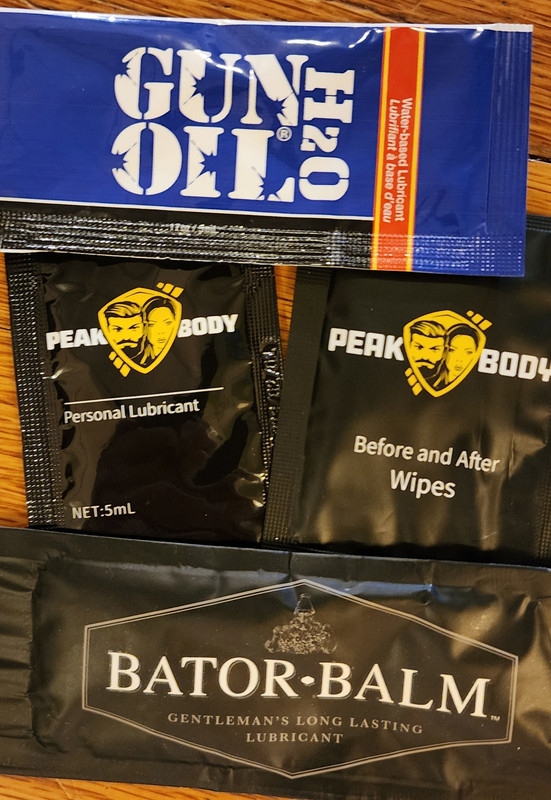 GUN
OIL®
H2O
Water-based Lubricant
Lubrifiant à base d'eau
PEAK BODY
Personal Lubricant
NET:5mL
PEAK BODY
Before and After
Wipes
BATOR•BALM™
GENTLEMAN'S LONG LASTING
LUBRICANT